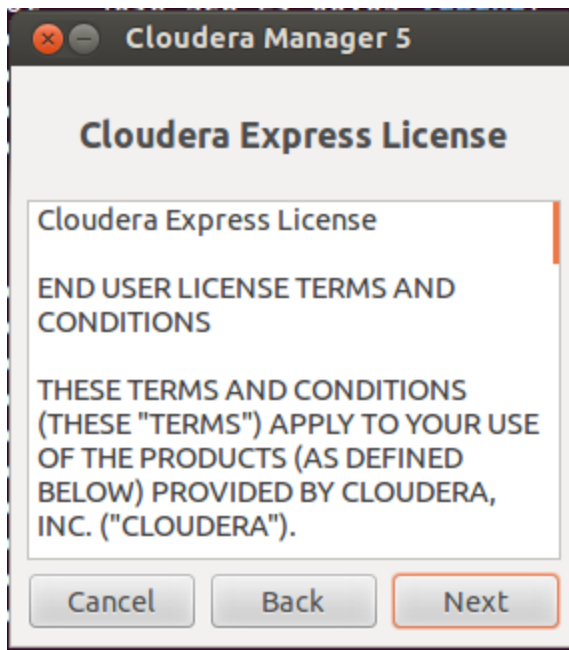 Cloudera Manager 5
Cloudera Express License
Cloudera Express License
END USER LICENSE TERMS AND
CONDITIONS
THESE TERMS AND CONDITIONS
(THESE "TERMS") APPLY TO YOUR USE
OF THE PRODUCTS (AS DEFINED
BELOW) PROVIDED BY CLOUDERA,
INC. ("CLOUDERA").
Cancel Back Next